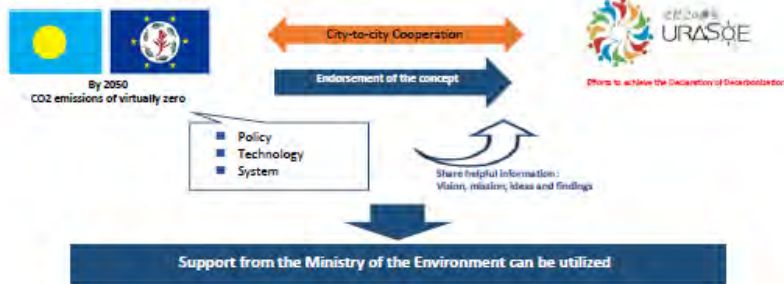 City-to-city Cooperation
URASOE
Endorsement of the concept
Efforts to achieve the Declaration of Decarbonization
By 2050
CO2 emissions of virtually zero
Policy
Technology
System
Share helpful information :
Vision, mission, ideas and findings
Support from the Ministry of the Environment can be utilized